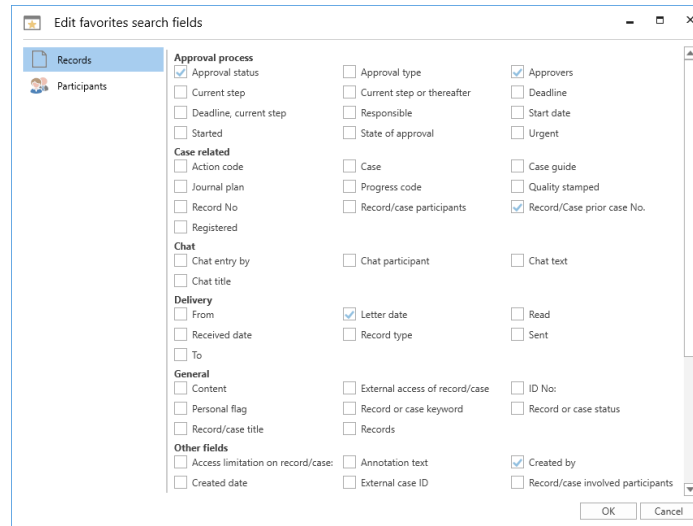 Edit favorites search fields
Records
Participants
Approval process
Approval status Approval type Approvers
Current step Current step or thereafter Deadline
Deadline, current step Responsible Start date
Started State of approval Urgent
Case related
Action code Case Case guide
Journal plan Progress code Quality stamped
Record No Record/case participants Record/Case prior case No.
Registered
Chat
Chat entry by Chat participant Chat text
Chat title
Delivery
From Letter date Read
Received date Record type Sent
To
General
Content External access of record/case ID No:
Personal flag Record or case keyword Record or case status
Record/case title Records
Other fields
Access limitation on record/case: Annotation text Created by
Created date External case ID Record/case involved participants
OK Cancel